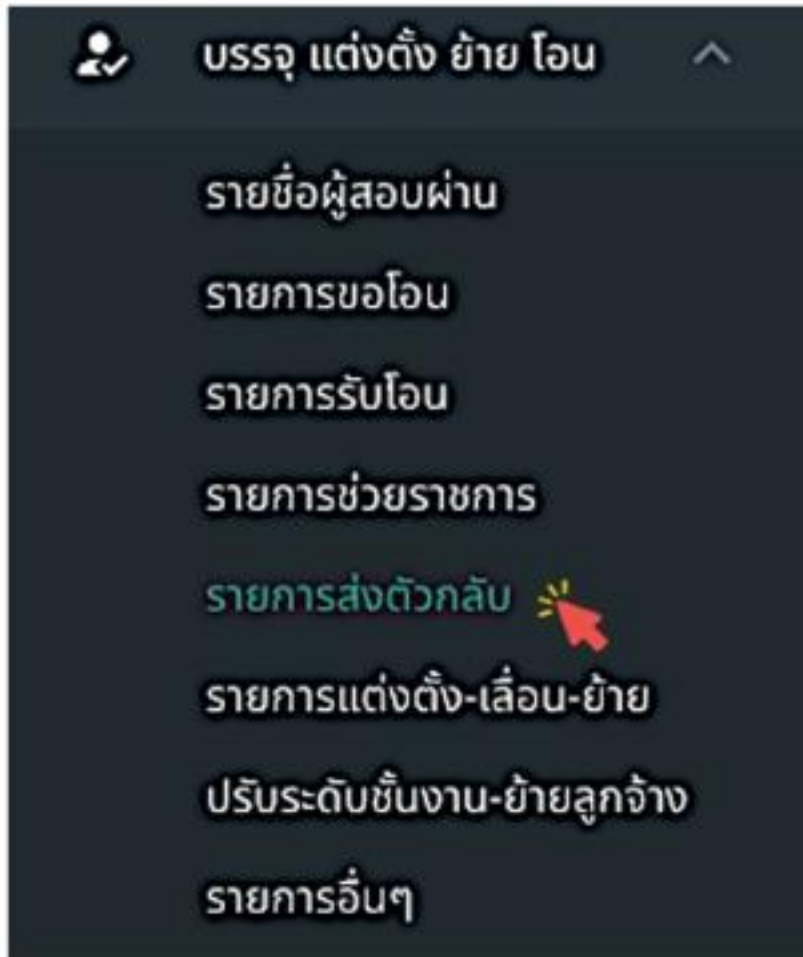 บรรจุ แต่งตั้ง ย้าย โอน
รายชื่อผู้สอบผ่าน
รายการขอโอน
รายการรับโอน
รายการช่วยราชการ
รายการส่งตัวกลับ
รายการแต่งตั้ง-เลื่อน-ย้าย
ปรับระดับชั้นงาน-ย้ายลูกจ้าง
รายการอื่นๆ